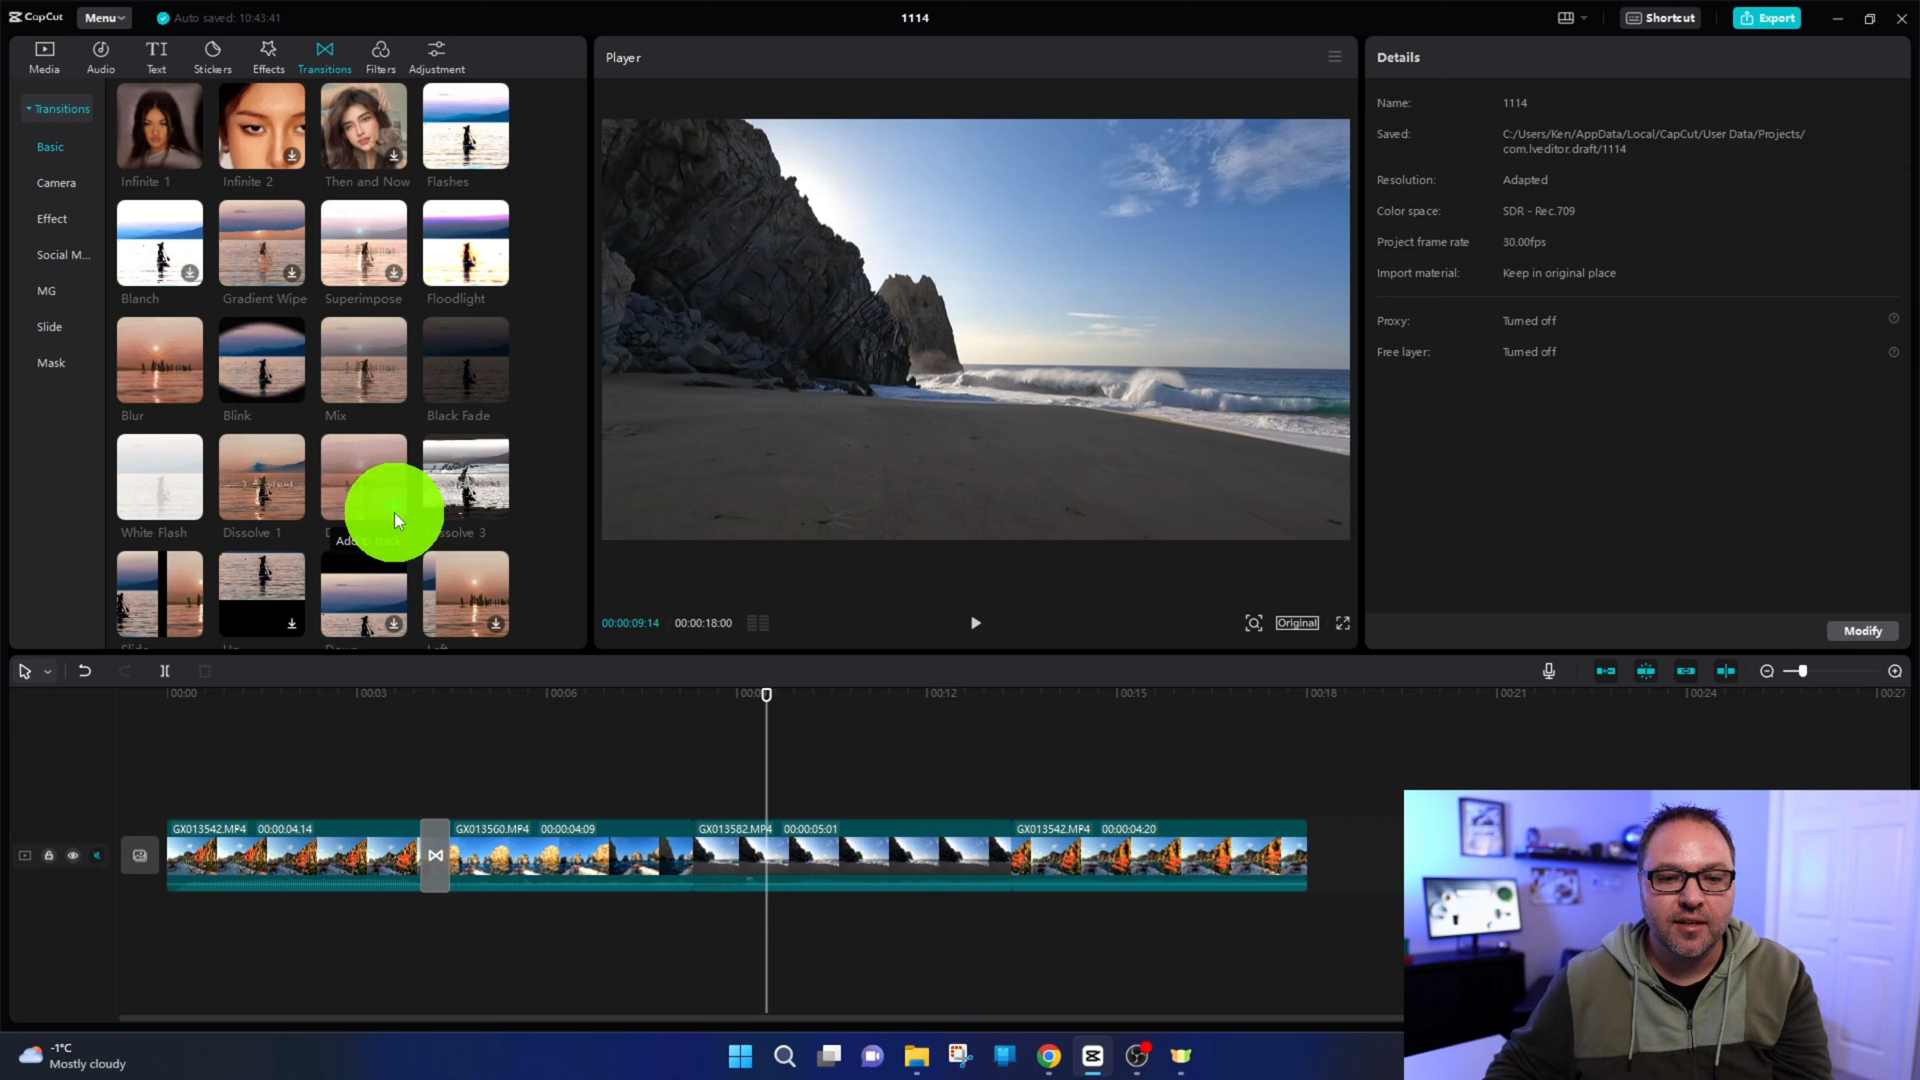 CapCut
Menu
Auto saved: 10:43:41
1114
Shortcut
Export
Media
Audio
Text
Stickers
Effects
Transitions
Filters
Adjustment
Transitions
Basic
Camera
Effect
Social M...
MG
Slide
Mask
Infinite 1
Infinite 2
Then and Now
Flashes
Blanch
Gradient Wipe
Superimpose
Floodlight
Blur
Blink
Mix
Black Fade
White Flash
Dissolve 1
ssolve 3
Player
00:00:09:14
00:00:18:00
Original
Details
Name:
1114
Saved:
C:/Users/Ken/AppData/Local/CapCut/User Data/Projects/
com.lveditor.draft/1114
Resolution:
Adapted
Color space:
SDR - Rec.709
Project frame rate
30.00fps
Import material:
Keep in original place
Proxy:
Turned off
Free layer:
Turned off
Modify
00:00
00:03
00:06
00:12
00:15
00:18
00:21
00:24
00:27
GX013542.MP4 00:00:04:14
GX013560.MP4 00:00:04:09
GX013582.MP4 00:00:05:01
GX013542.MP4 00:00:04:20
-1°C
Mostly cloudy